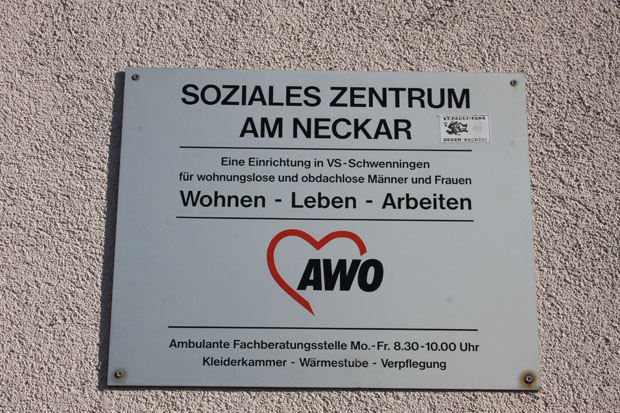 SOZIALES ZENTRUM
AM NECKAR
ST. PAULI-FANS
GEGEN RECHTS!
Eine Einrichtung in VS-Schwenningen
für wohnungslose und obdachlose Männer und Frauen
Wohnen - Leben - Arbeiten
AWO
Ambulante Fachberatungsstelle Mo.-Fr. 8.30-10.00 Uhr
Kleiderkammer - Wärmestube - Verpflegung